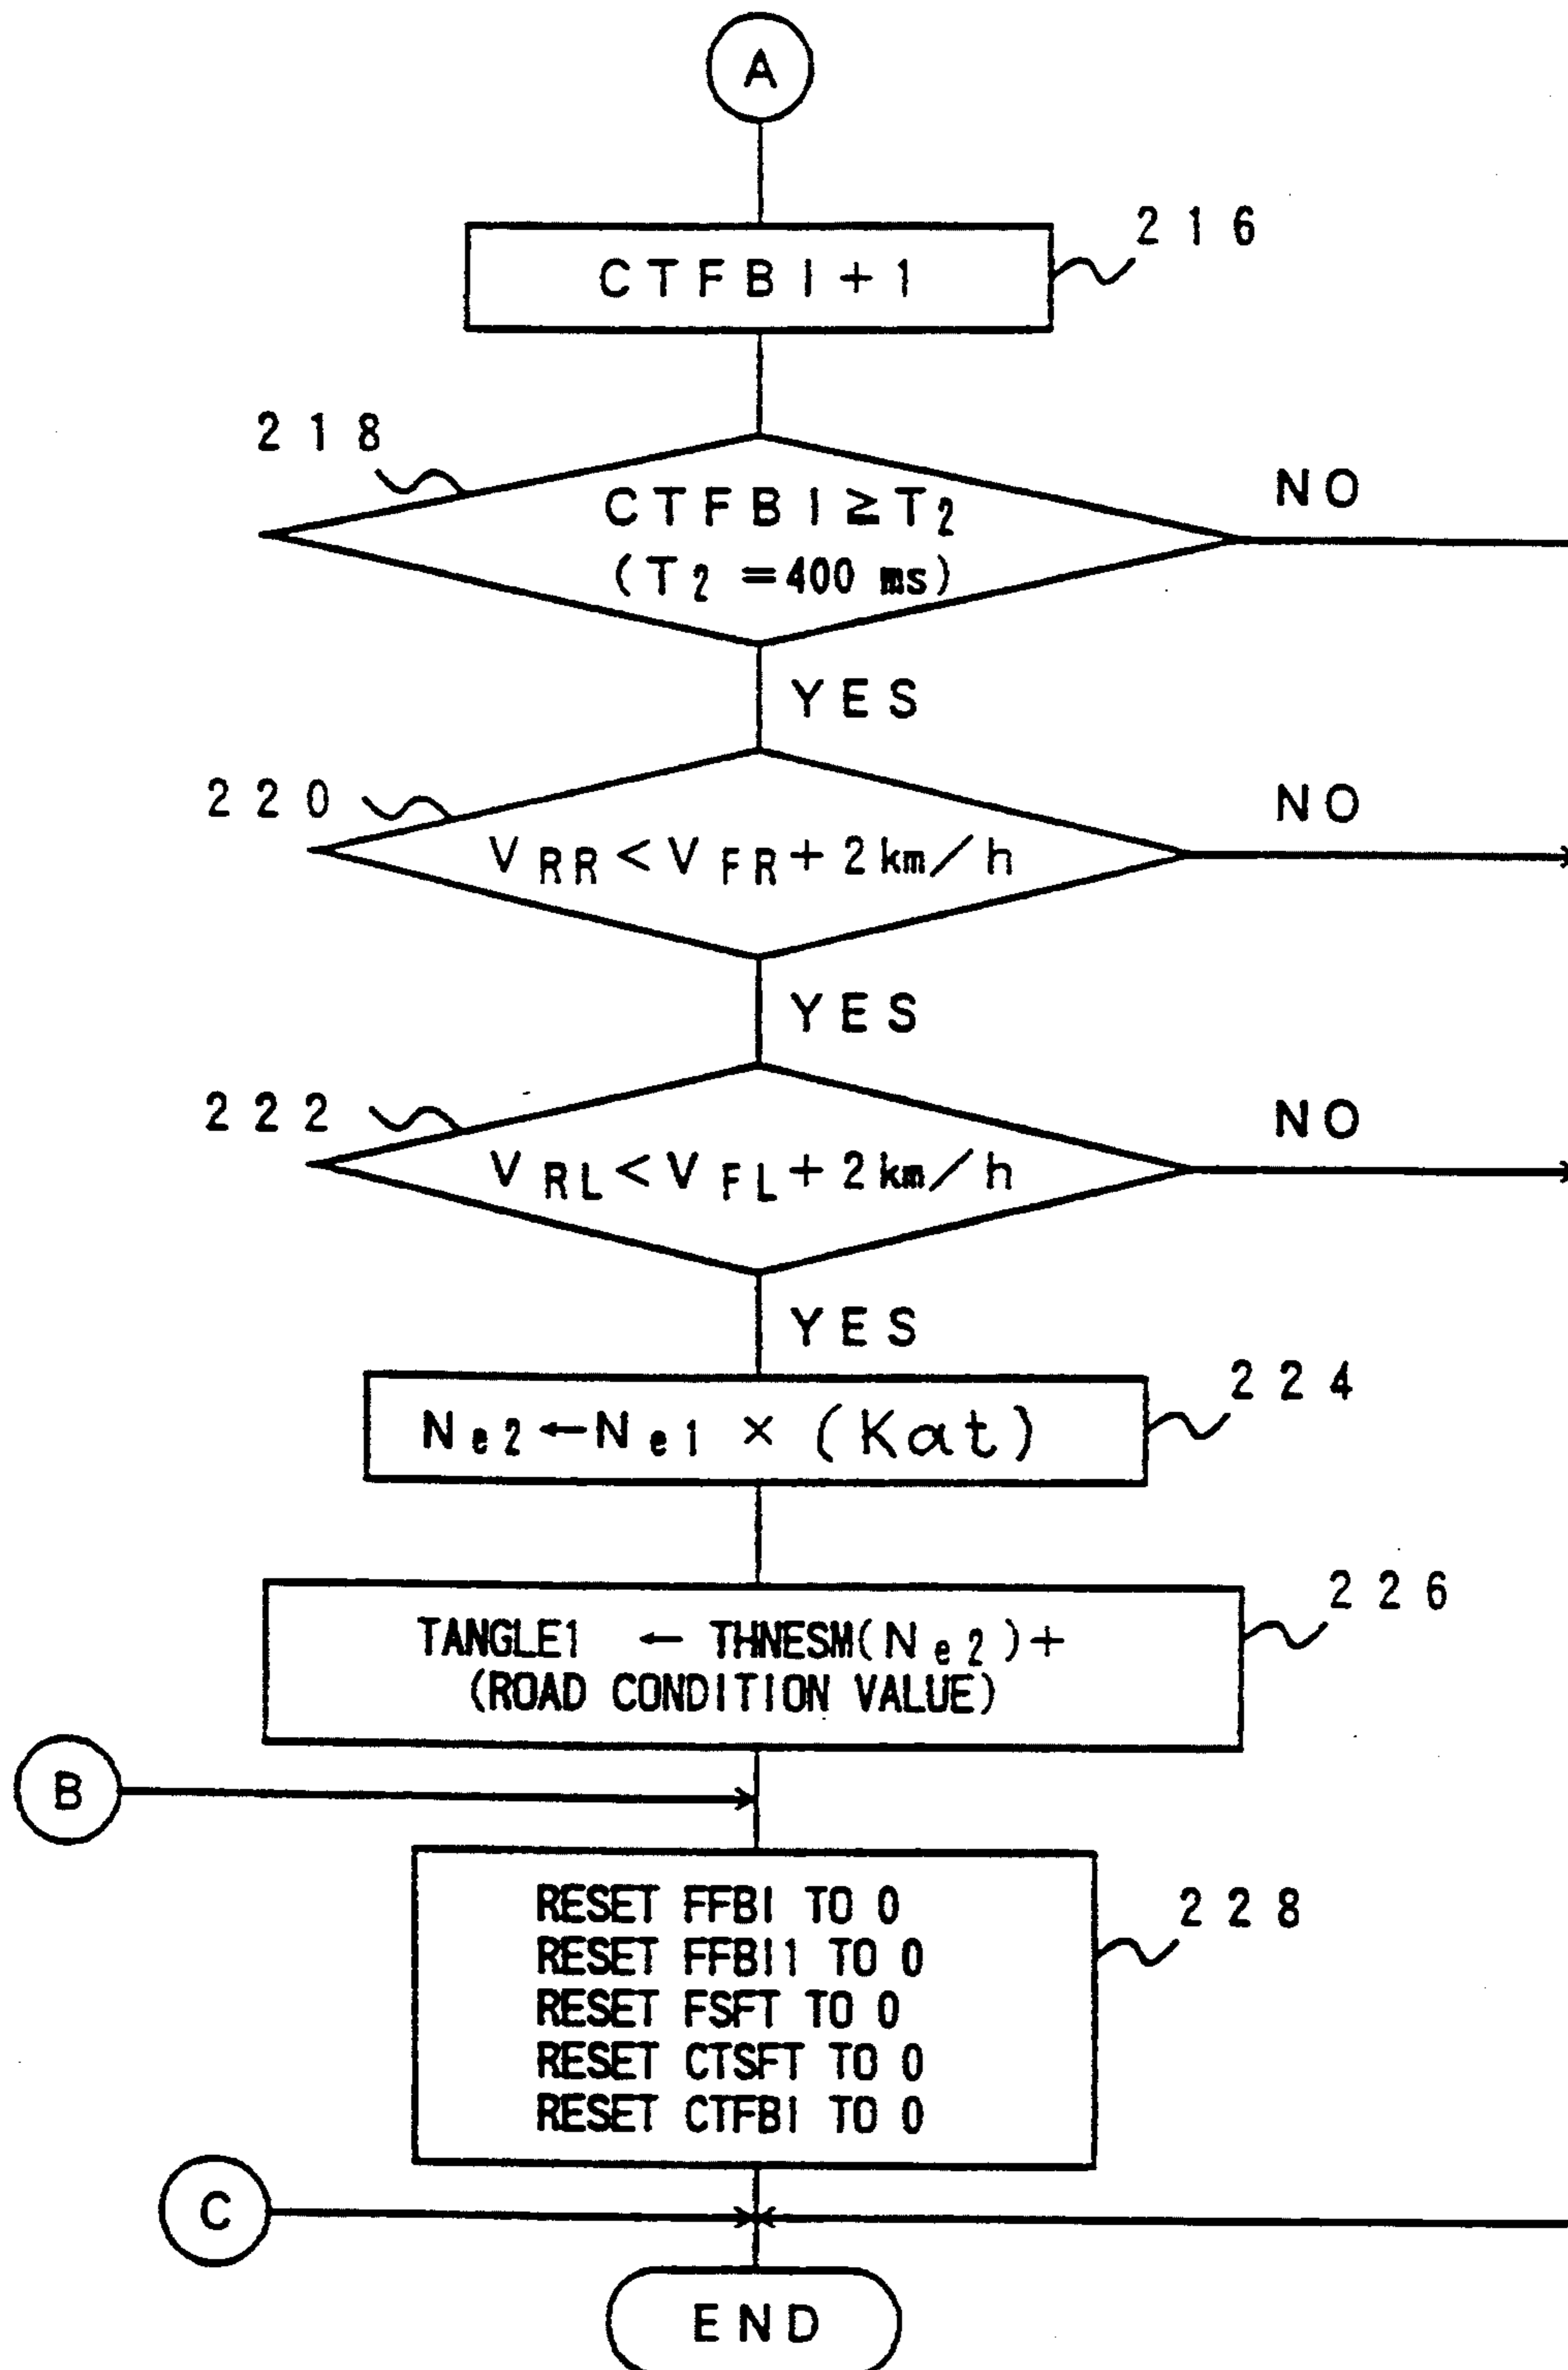 A
CTFBI+1
216
218
CTFBI≧T2
(T2 =400 ms)
NO
YES
220
VRR<VFR+2km/h
NO
YES
222
VRL<VFL+2km/h
NO
YES
Ne2←Ne1 × (Kat)
224
TANGLE1 ← THNESM(Ne2)+
(ROAD CONDITION VALUE)
226
B
RESET FFBI TO 0
RESET FFBI1 TO 0
RESET FSFT TO 0
RESET CTSFT TO 0
RESET CTFBI TO 0
228
C
END